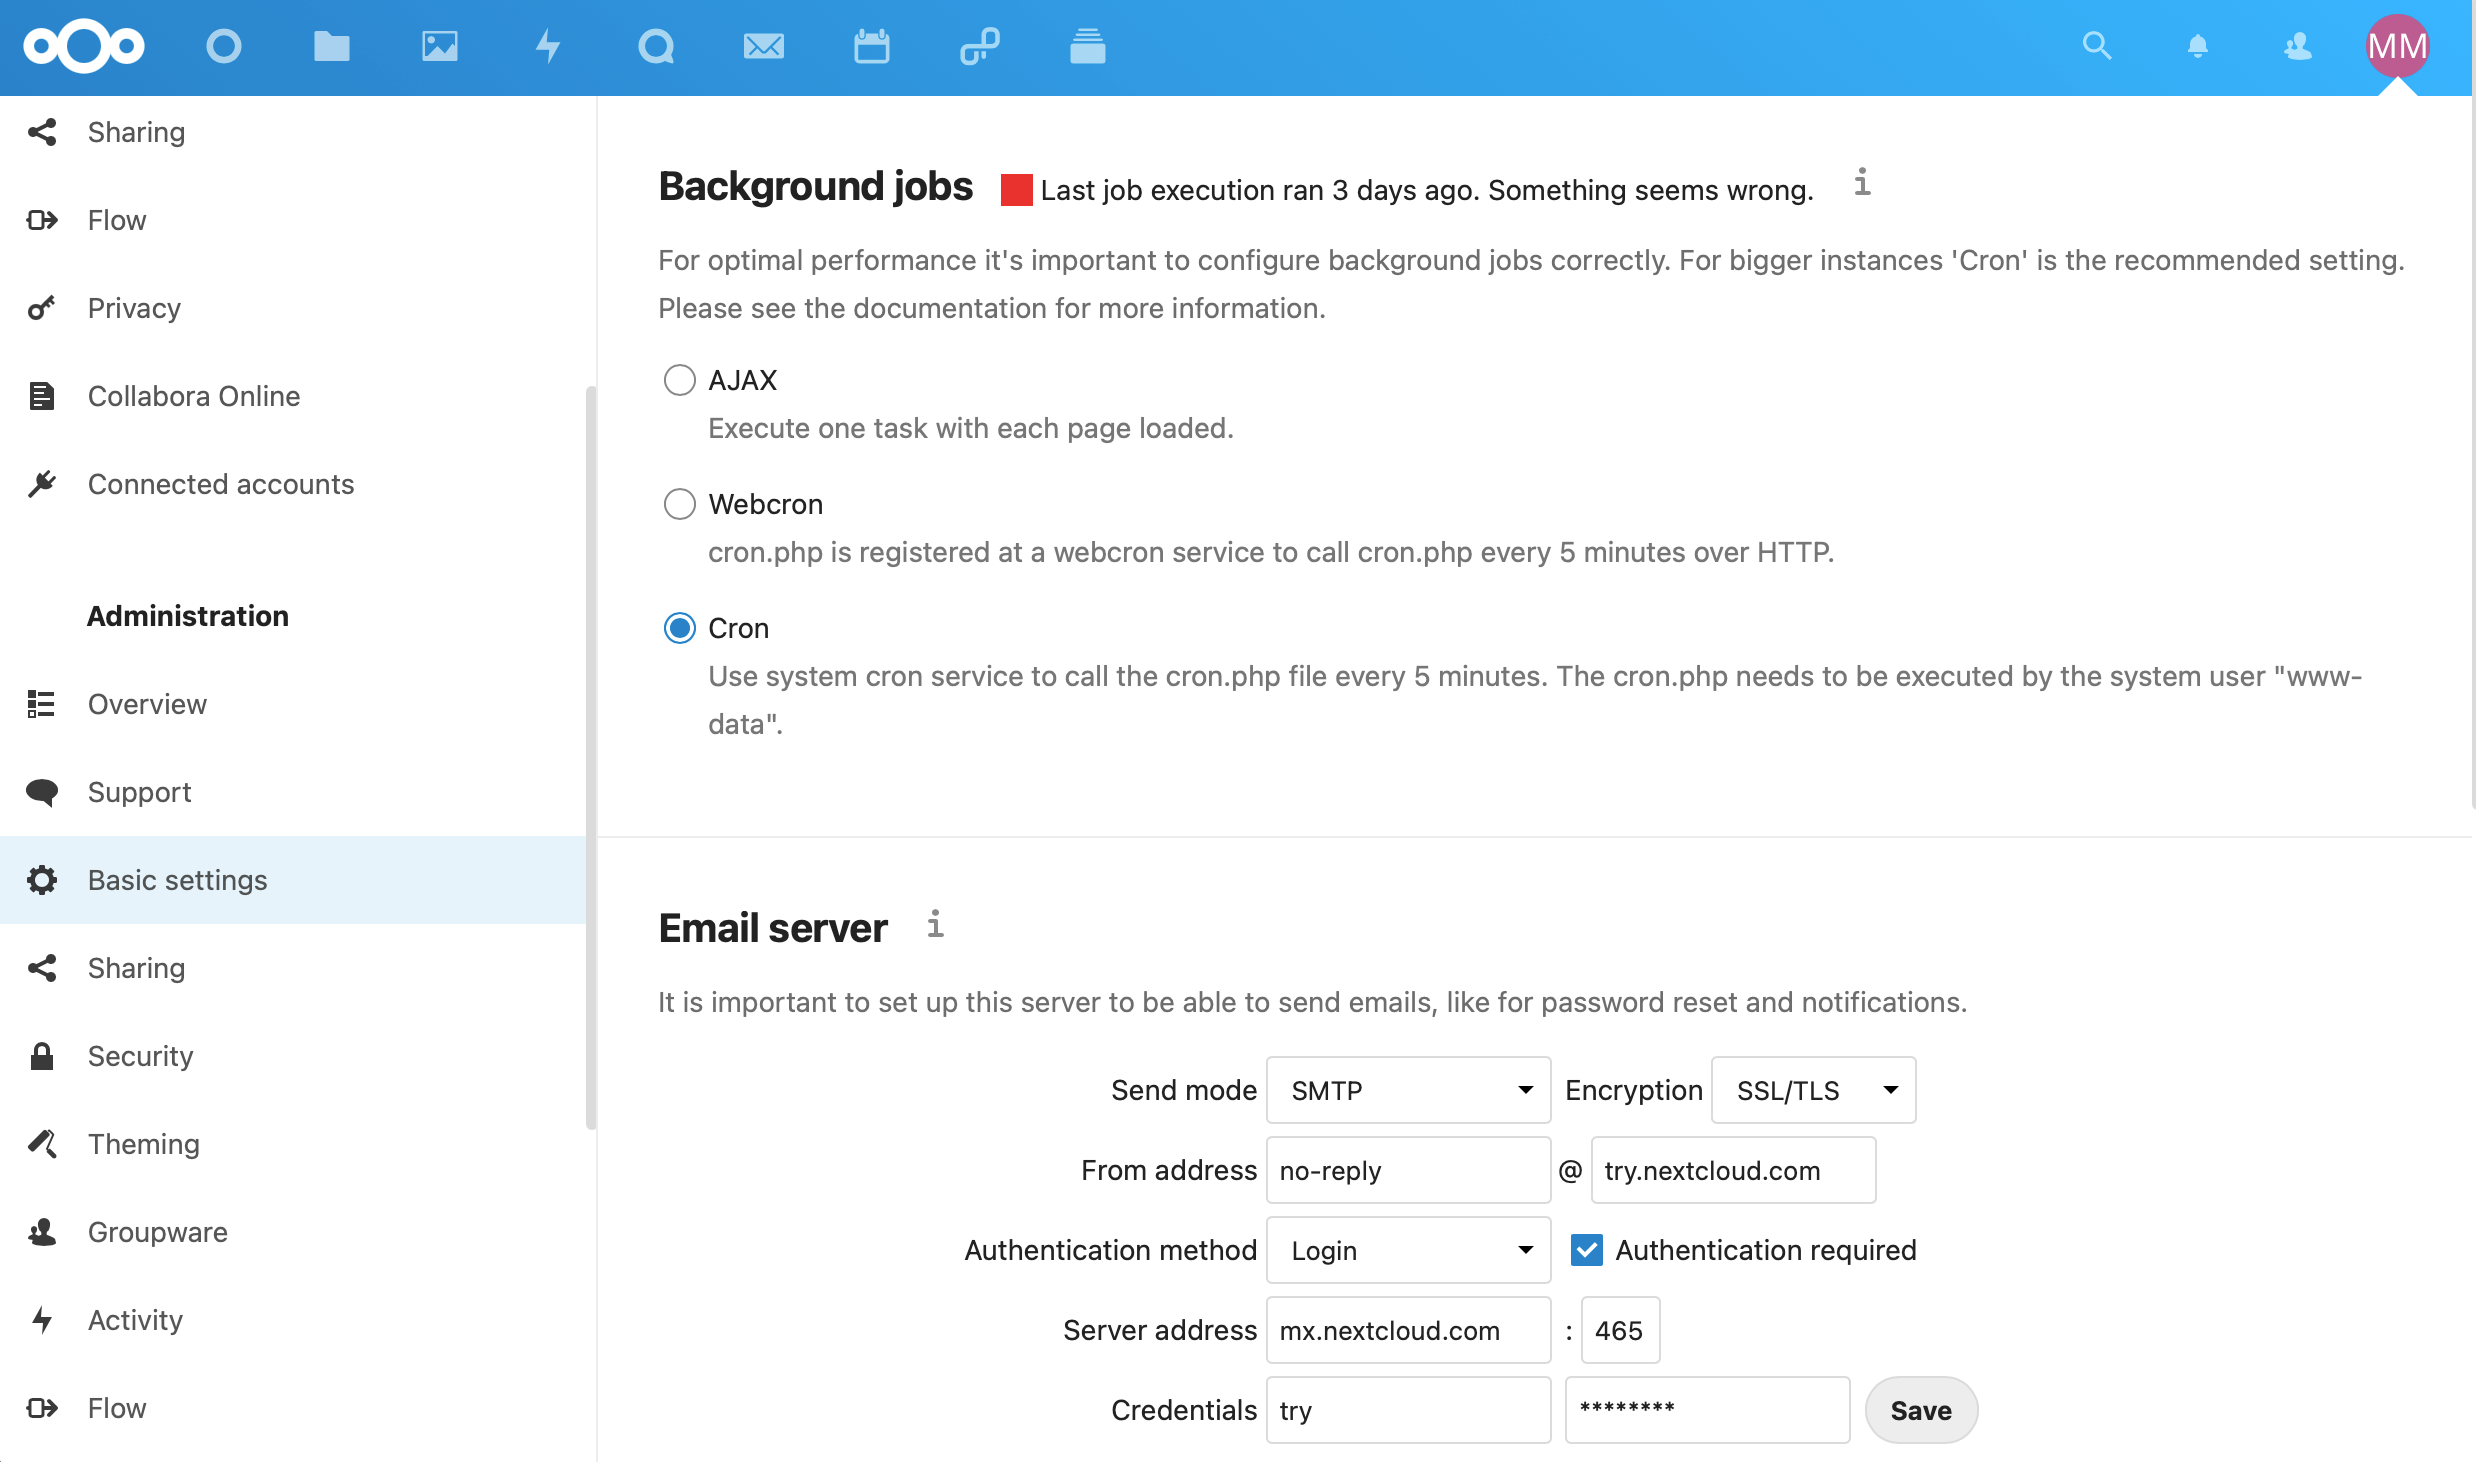 MM
Sharing
Flow
Privacy
Collabora Online
Connected accounts
Administration
Overview
Support
Basic settings
Sharing
Security
Theming
Groupware
Activity
Flow
Background jobs Last job execution ran 3 days ago. Something seems wrong.
For optimal performance it's important to configure background jobs correctly. For bigger instances 'Cron' is the recommended setting.
Please see the documentation for more information.
AJAX
Execute one task with each page loaded.
Webcron
cron.php is registered at a webcron service to call cron.php every 5 minutes over HTTP.
Cron
Use system cron service to call the cron.php file every 5 minutes. The cron.php needs to be executed by the system user "www-
data".
Email server
It is important to set up this server to be able to send emails, like for password reset and notifications.
Send mode SMTP Encryption SSL/TLS
From address no-reply @ try.nextcloud.com
Authentication method Login Authentication required
Server address mx.nextcloud.com : 465
Credentials try ******** Save